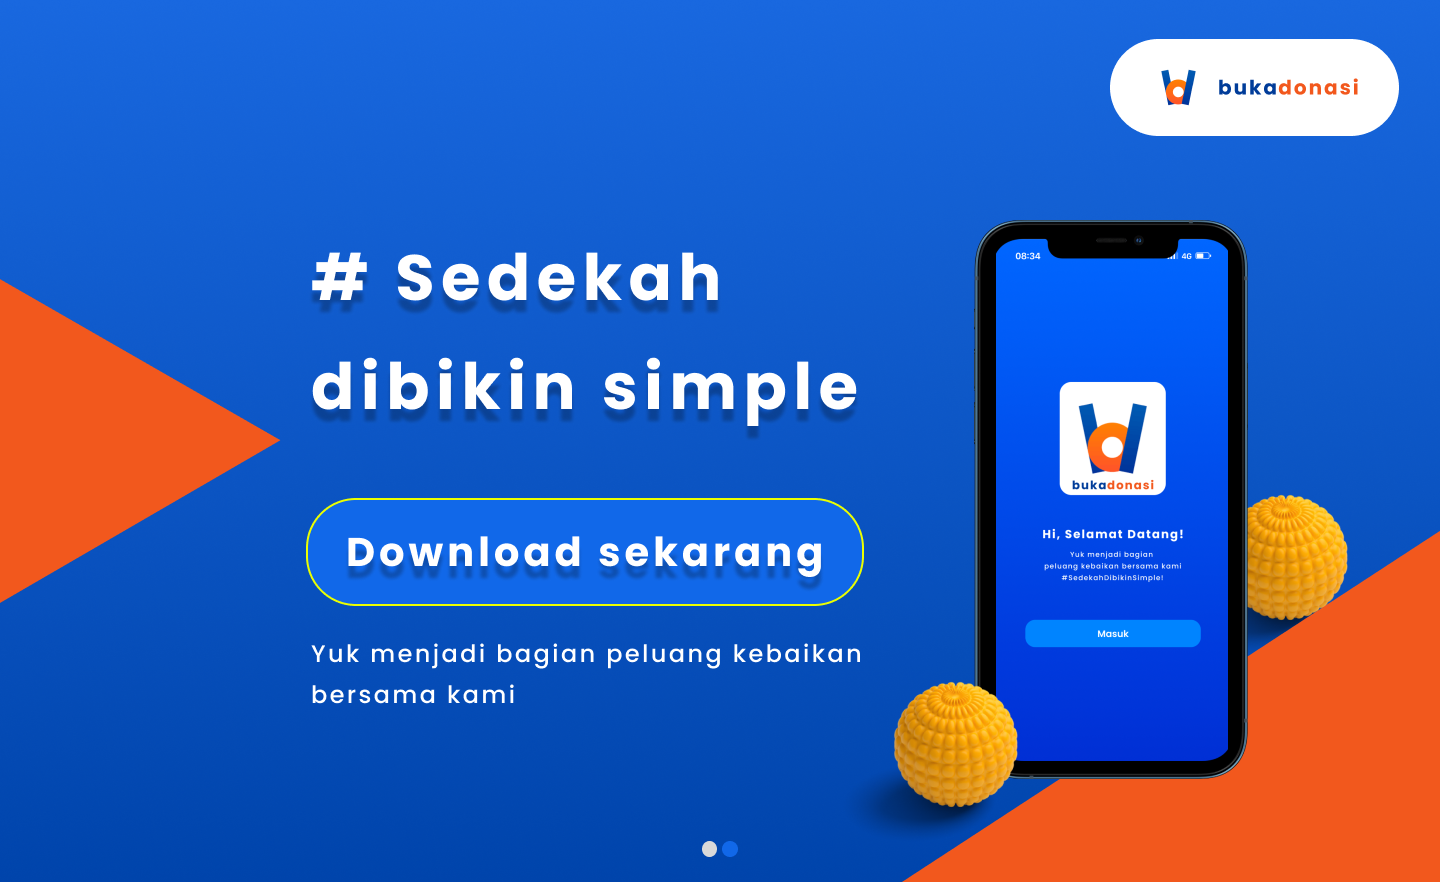 bukadonasi
# Sedekah
dibikin simple
Download sekarang
Yuk menjadi bagian peluang kebaikan
bersama kami
08:34
4G
bukadonasi
Hi, Selamat Datang!
Yuk menjadi bagian
peluang kebaikan bersama kami
#SedekahDibikinSimple!
Masuk